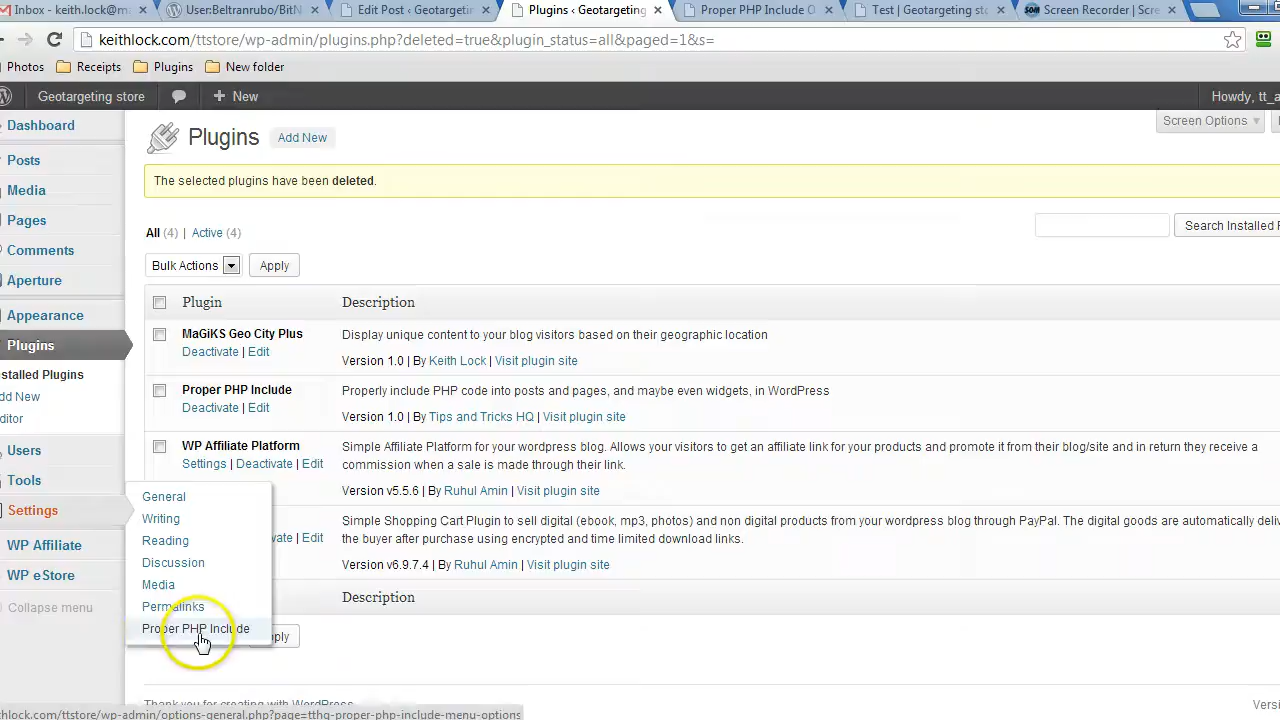 Inbox - keith.lock@m
User:Beltranrubo/BitN
Edit Post ‹ Geotargetin
Plugins ‹ Geotargeting
Proper PHP Include O
Test | Geotargeting sto
Screen Recorder | Scre
keithlock.com/ttstore/wp-admin/plugins.php?deleted=true&plugin_status=all&paged=1&s=
Photos
Receipts
Plugins
New folder
Geotargeting store
+ New
Howdy, tt_a
Dashboard
Posts
Media
Pages
Comments
Aperture
Appearance
Plugins
nstalled Plugins
dd New
ditor
Users
Tools
Settings
WP Affiliate
WP eStore
Collapse menu
Screen Options
Plugins
Add New
The selected plugins have been deleted.
All (4) | Active (4)
Search Installed P
Bulk Actions
Apply
Plugin
Description
MaGiKS Geo City Plus
Deactivate | Edit
Display unique content to your blog visitors based on their geographic location
Version 1.0 | By Keith Lock | Visit plugin site
Proper PHP Include
Deactivate | Edit
Properly include PHP code into posts and pages, and maybe even widgets, in WordPress
Version 1.0 | By Tips and Tricks HQ | Visit plugin site
WP Affiliate Platform
Settings | Deactivate | Edit
Simple Affiliate Platform for your wordpress blog. Allows your visitors to get an affiliate link for your products and promote it from their blog/site and in return they receive a
commission when a sale is made through their link.
Version v5.5.6 | By Ruhul Amin | Visit plugin site
vate | Edit
Simple Shopping Cart Plugin to sell digital (ebook, mp3, photos) and non digital products from your wordpress blog through PayPal. The digital goods are automatically deliv
the buyer after purchase using encrypted and time limited download links.
Version v6.9.7.4 | By Ruhul Amin | Visit plugin site
Description
General
Writing
Reading
Discussion
Media
Permalinks
Proper PHP Include
pply
Thank you for creating with WordPress
Versio
keithlock.com/ttstore/wp-admin/options-general.php?page=tthq-proper-php-include-menu-options